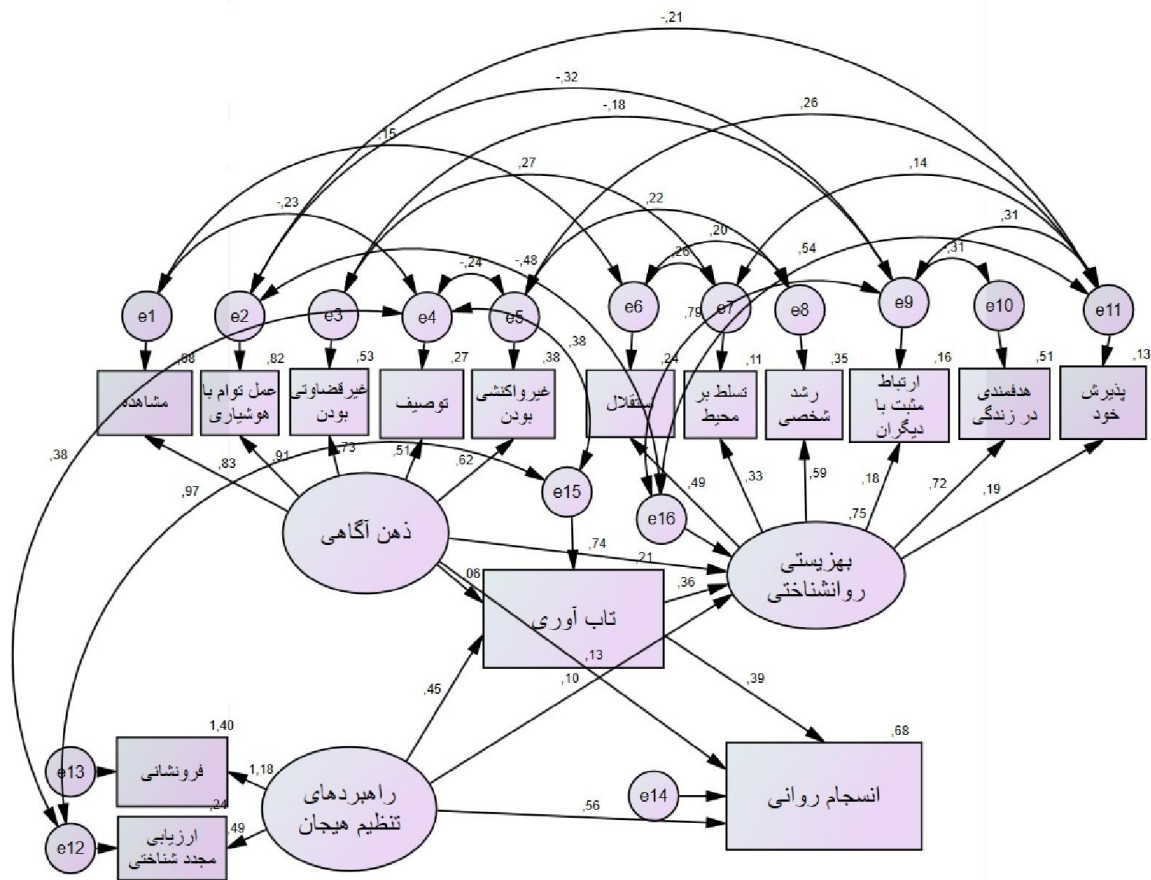 -,21
-,32
-,18
,26
,15
,27
,14
-,23
,22
,20
,31
-,24
-,48
,26
,54
-,31
e1
e2
e3
e4
e5
e6
e7
e8
e9
e10
e11
,79
,38
,68
,82
,53
,27
,38
,24
,11
,35
,16
,51
,13
مشاهده
عمل توام با
هوشیاری
غیرقضاوتی
بودن
توصیف
غیرواکنشی
بودن
استقلال
تسلط بر
محیط
رشد
شخصی
ارتباط
مثبت با
دیگران
هدفمندی
در زندگی
پذیرش
خود
,38
,97
,83
,91
,73
,51
,62
,49
,33
,59
,18
,72
,19
e15
e16
,75
ذهن آگاهی
بهزیستی
روانشناختی
,74
,21
,06
,36
تاب آوری
,13
,10
,39
,45
1,40
,68
e13
فرونشانی
1,18
راهبردهای
تنظیم هیجان
e14
انسجام روانی
,56
,24
,49
e12
ارزیابی
مجدد شناختی